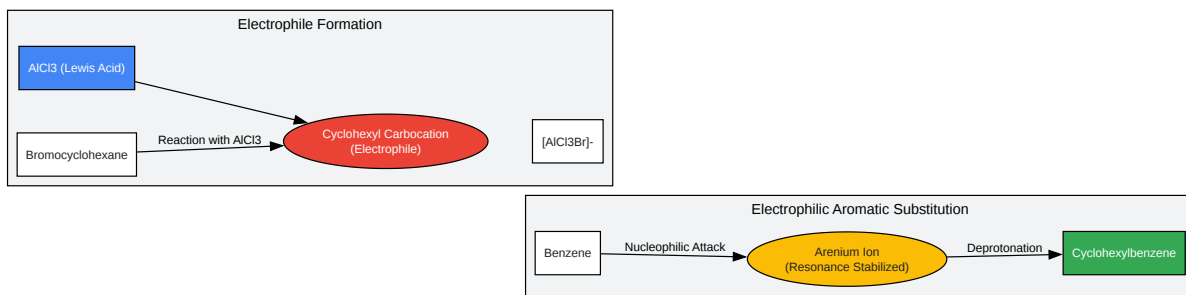 Electrophile Formation
AlCl3 (Lewis Acid)
Bromocyclohexane
Reaction with AlCl3
Cyclohexyl Carbocation
(Electrophile)
[AlCl3Br]-
Electrophilic Aromatic Substitution
Benzene
Nucleophilic Attack
Arenium Ion
(Resonance Stabilized)
Deprotonation
Cyclohexylbenzene